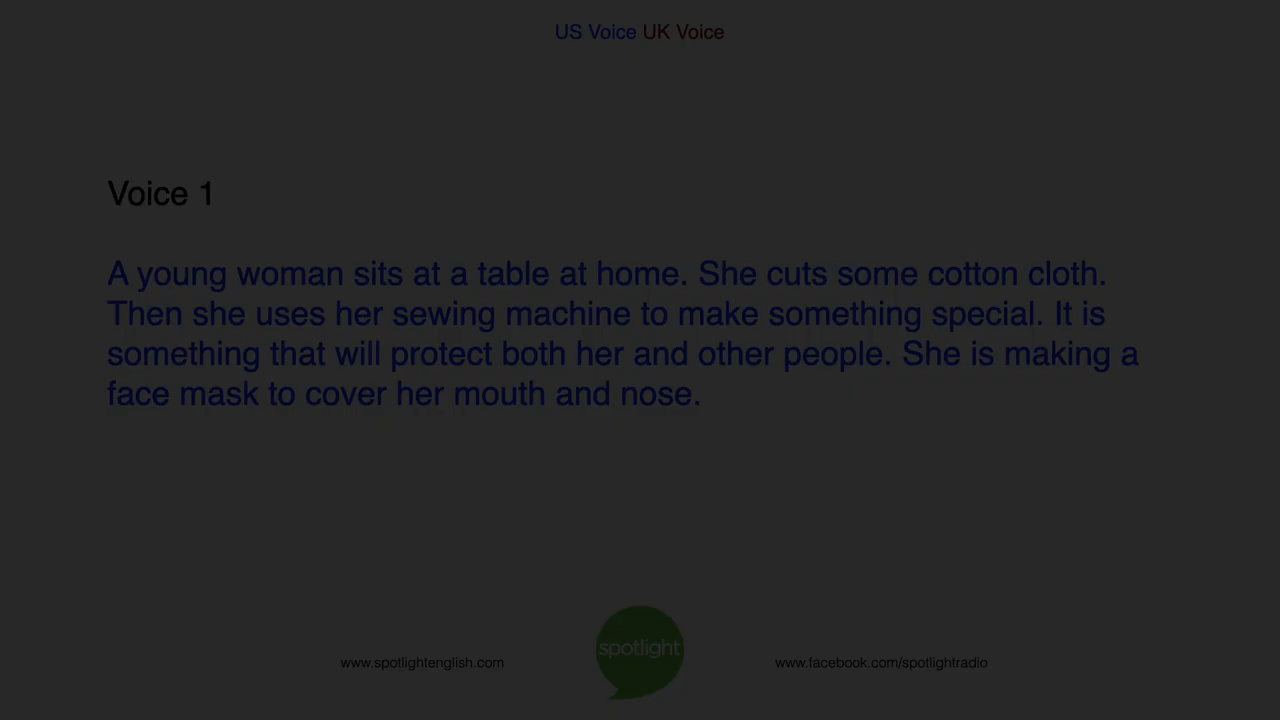 US Voice UK Voice
Voice 1
A young woman sits at a table at home. She cuts some cotton cloth.
Then she uses her sewing machine to make something special. It is
something that will protect both her and other people. She is making a
face mask to cover her mouth and nose.
spotlight
www.spotlightenglish.com
www.facebook.com/spotlightradio